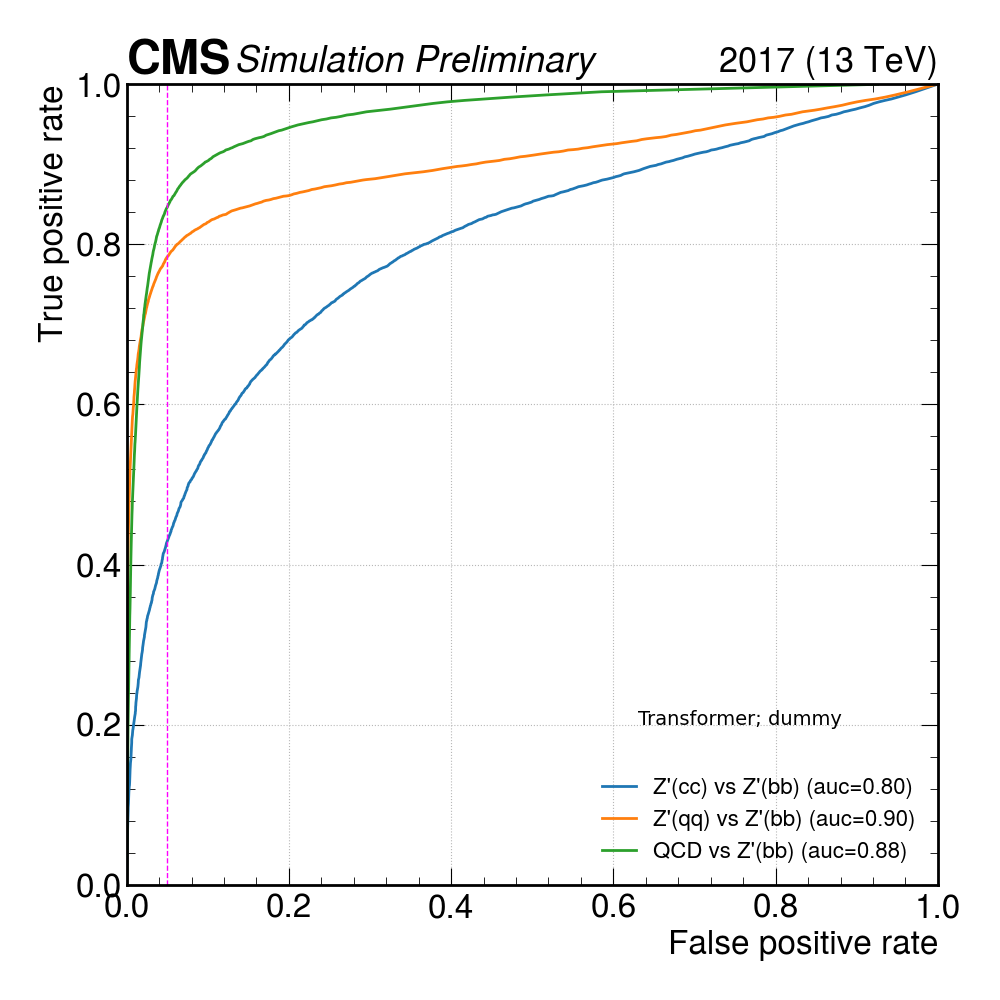 CMS Simulation Preliminary 2017 (13 TeV)
True positive rate
1.0
0.8
0.6
0.4
0.2
0.0
Transformer; dummy
Z'(cc) vs Z'(bb) (auc=0.80)
Z'(qq) vs Z'(bb) (auc=0.90)
QCD vs Z'(bb) (auc=0.88)
0.0 0.2 0.4 0.6 0.8 1.0
False positive rate